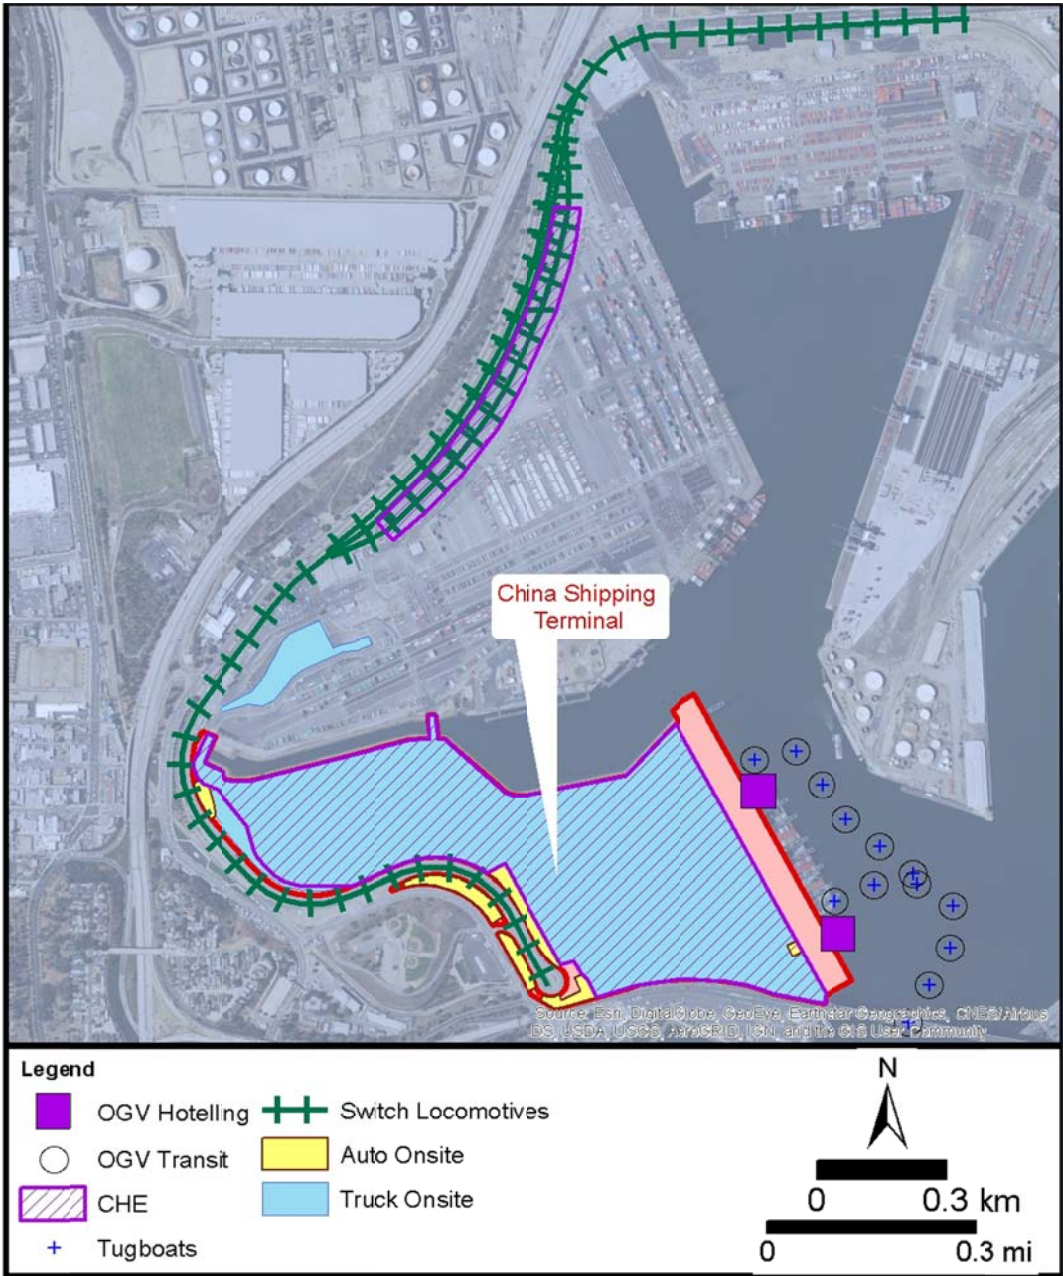 China Shipping
Terminal
Source: Esri, DigitalGlobe, GeoEye, Earthstar Geographics, CNES/Airbus
DS, USDA, USGS, AeroGRID, IGN, and the GIS User Community
Legend
OGV Hotelling
Switch Locomotives
OGV Transit
Auto Onsite
CHE
Truck Onsite
Tugboats
N
0 0.3 km
0 0.3 mi